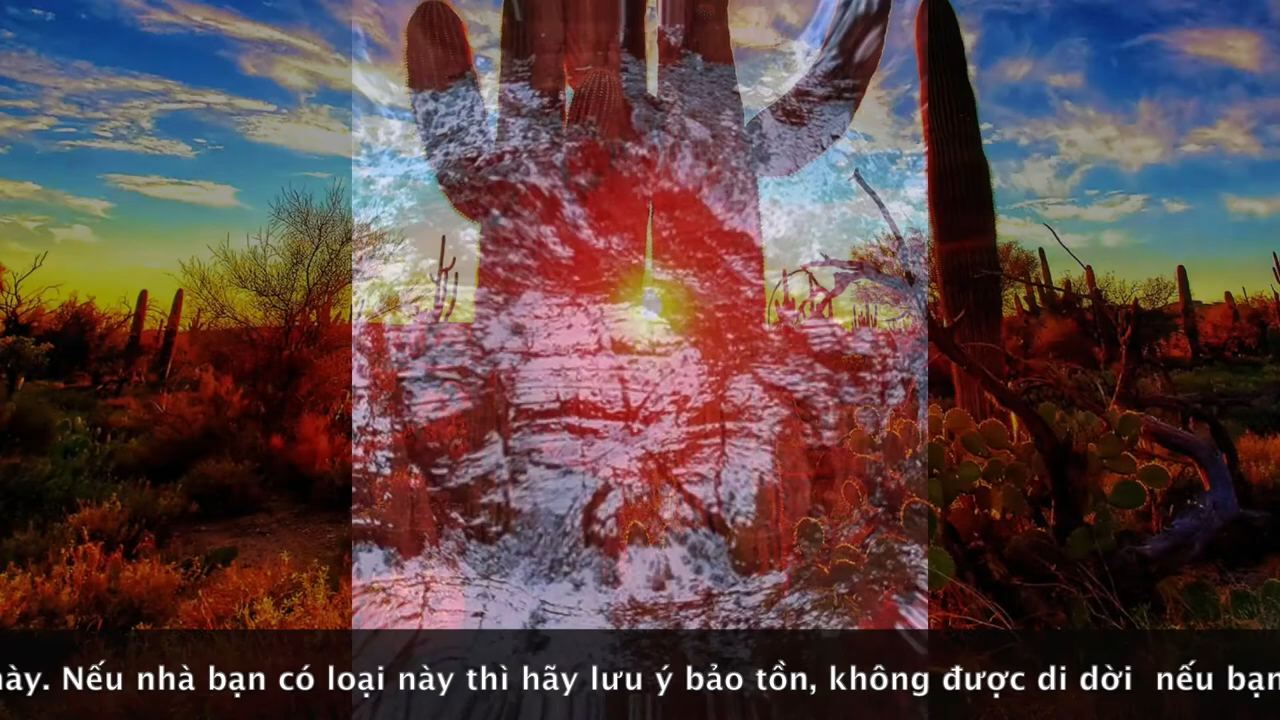 này. Nếu nhà bạn có loại này thì hãy lưu ý bảo tồn, không được di dời nếu bạn